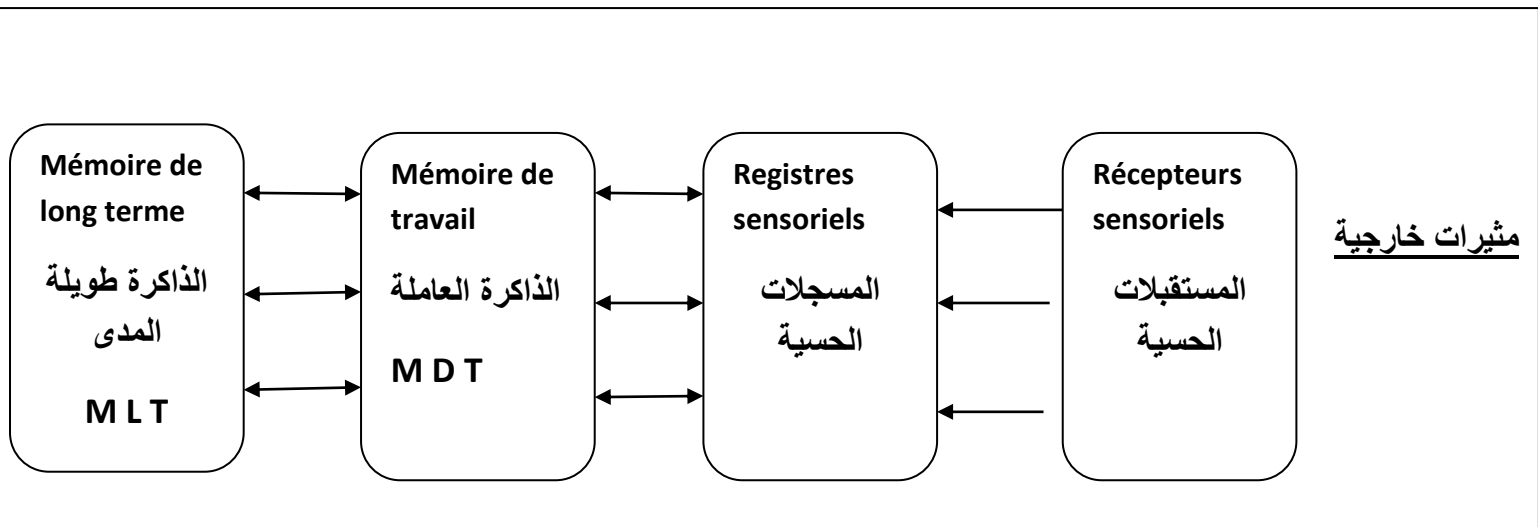 Mémoire de
long terme
الذاكرة طويلة
المدى
M L T
Mémoire de
travail
الذاكرة العاملة
M D T
Registres
sensoriels
المسجلات
الحسية
Récepteurs
sensoriels
المستقبلات
الحسية
مثيرات خارجية